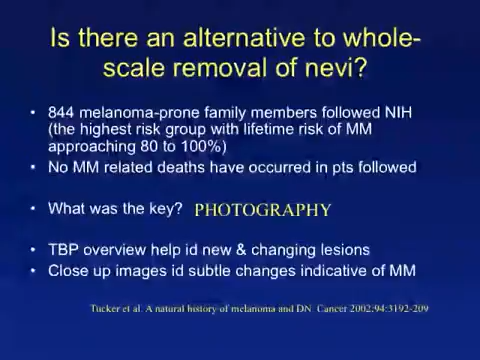 Is there an alternative to whole-
scale removal of nevi?
• 844 melanoma-prone family members followed NIH
(the highest risk group with lifetime risk of MM
approaching 80 to 100%)
• No MM related deaths have occurred in pts followed
• What was the key? PHOTOGRAPHY
• TBP overview help id new & changing lesions
• Close up images id subtle changes indicative of MM
Tucker et al. A natural history of melanoma and DN. Cancer 2002;94:3192-209